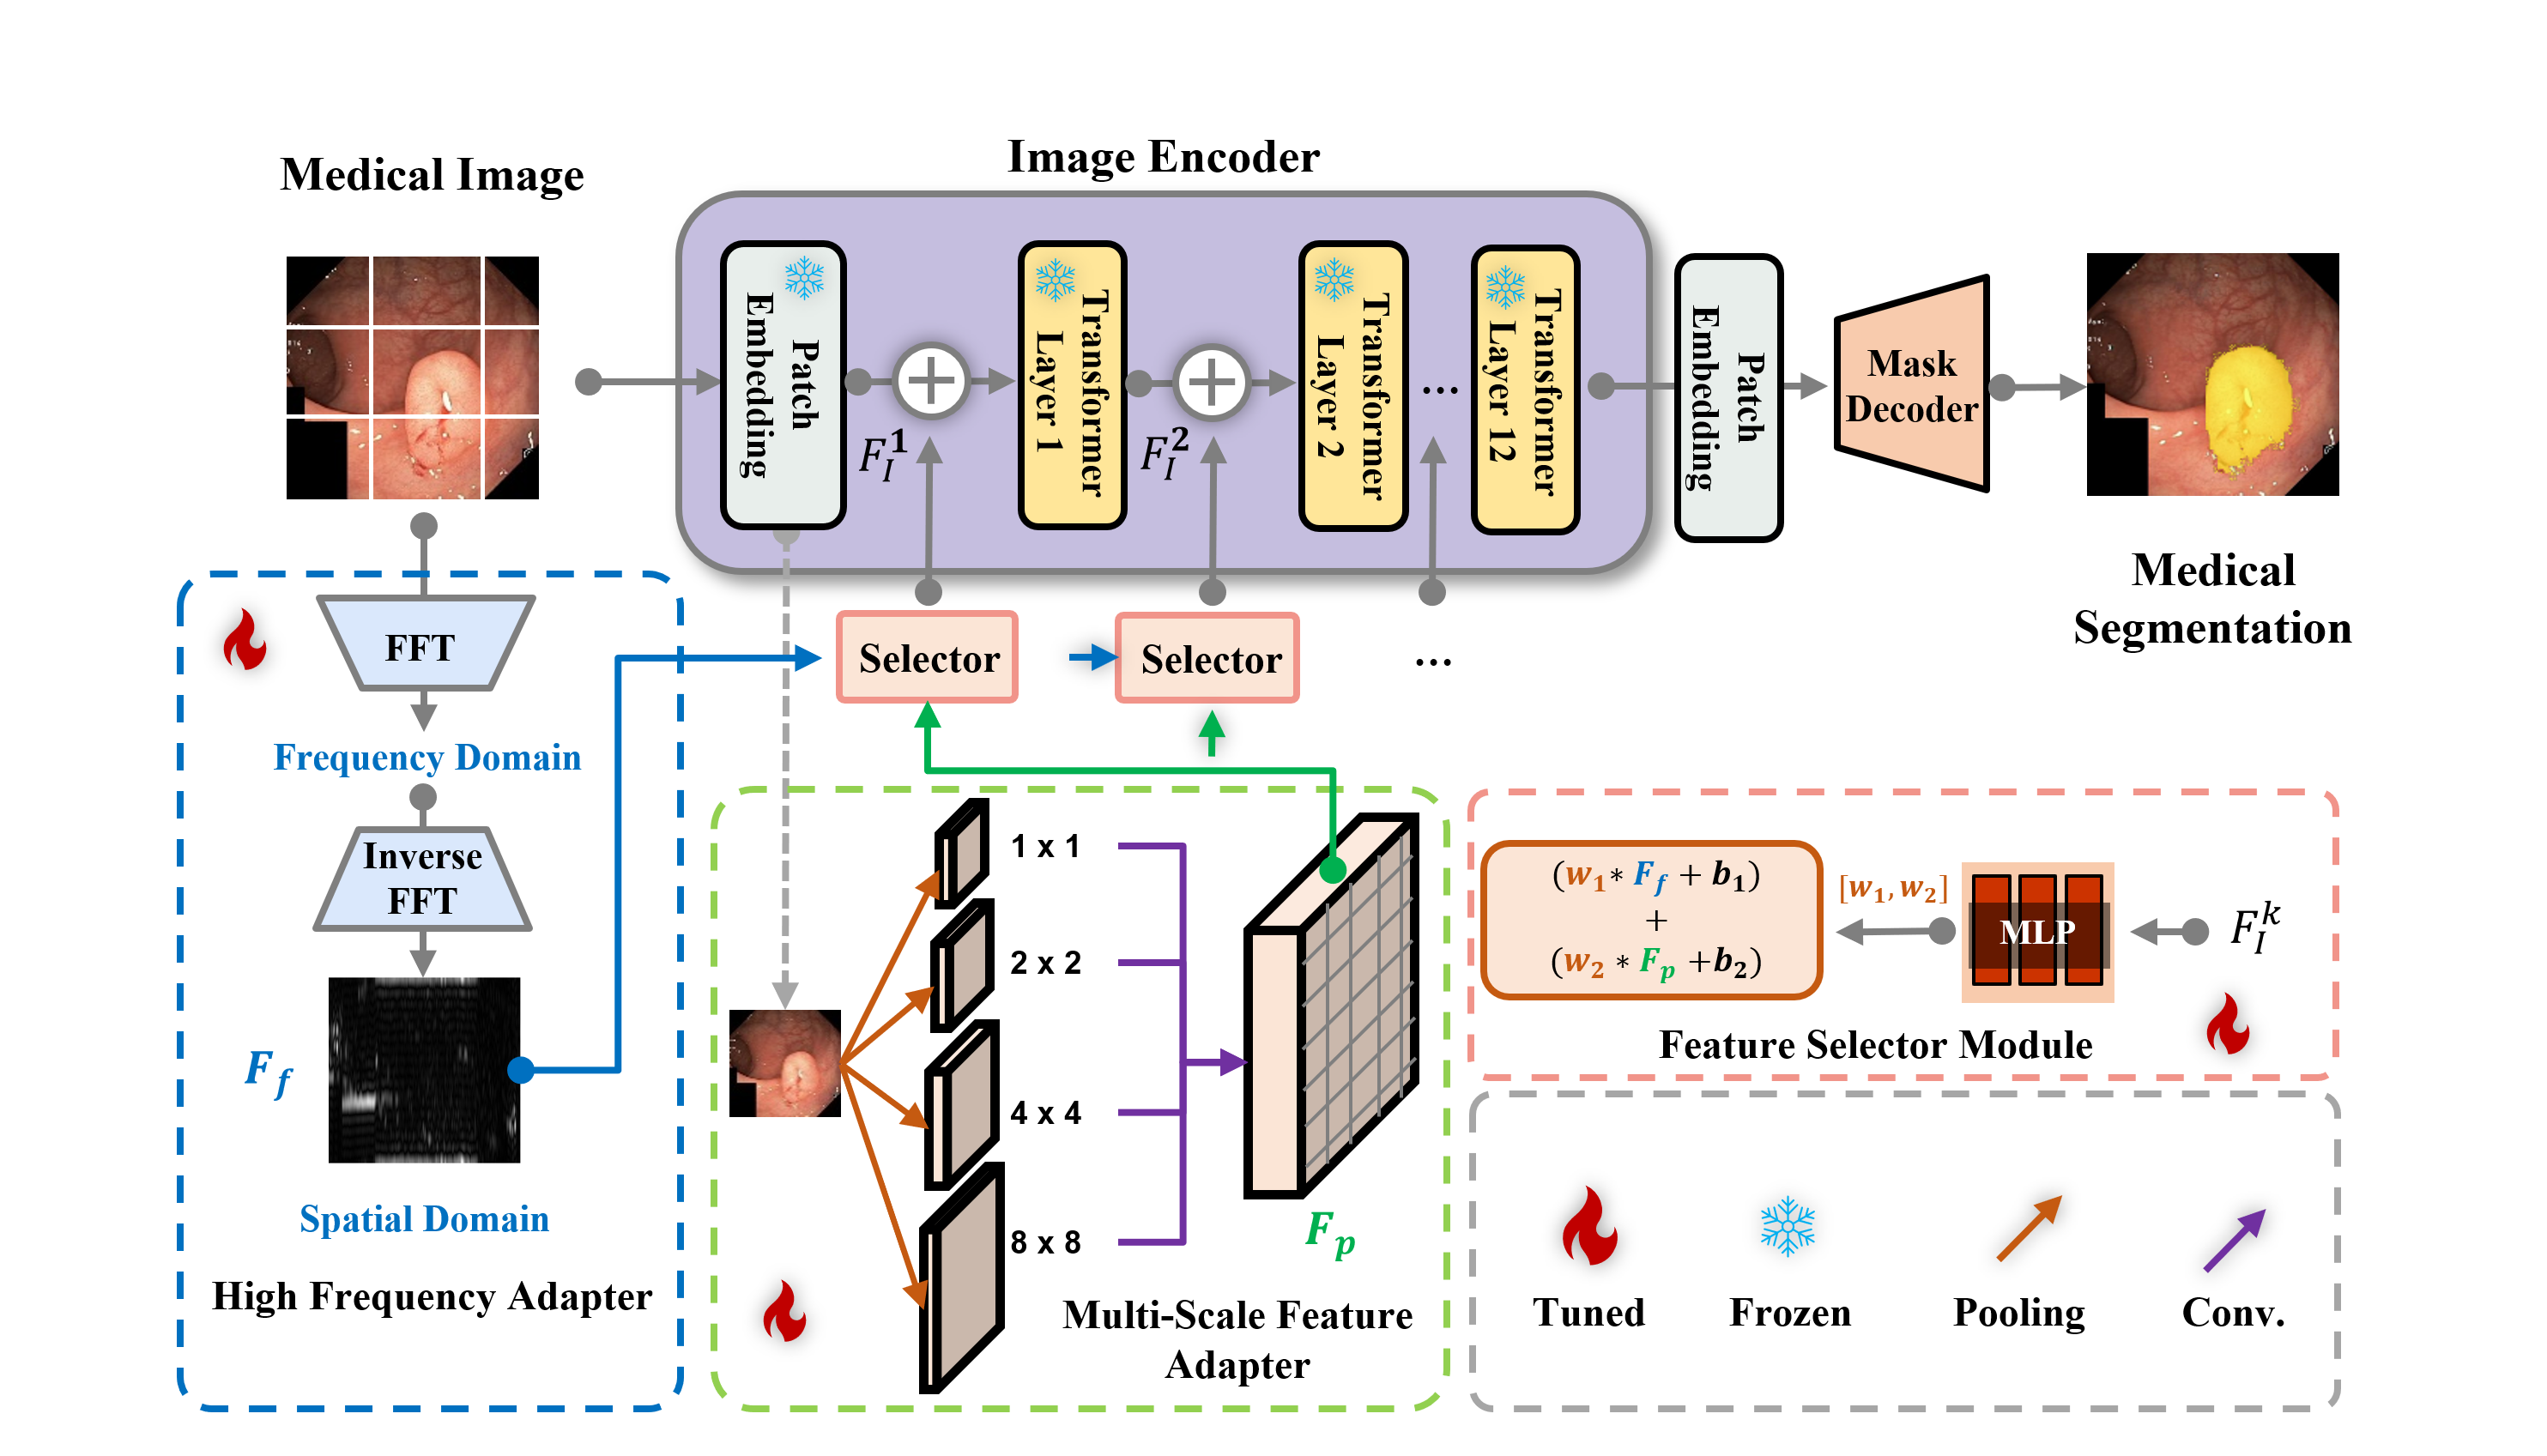 Medical Image
Image Encoder
Patch
Embedding
F_I^1
Transformer
Layer 1
F_I^2
Transformer
Layer 2
...
Transformer
Layer 12
Patch
Embedding
Mask
Decoder
Medical
Segmentation
FFT
Frequency Domain
Inverse
FFT
F_f
Spatial Domain
High Frequency Adapter
Selector
Selector
...
1 x 1
2 x 2
4 x 4
8 x 8
F_p
Multi-Scale Feature
Adapter
(w_1* F_f + b_1)
+
(w_2 * F_p +b_2)
[w_1, w_2]
MLP
F_I^k
Feature Selector Module
Tuned
Frozen
Pooling
Conv.